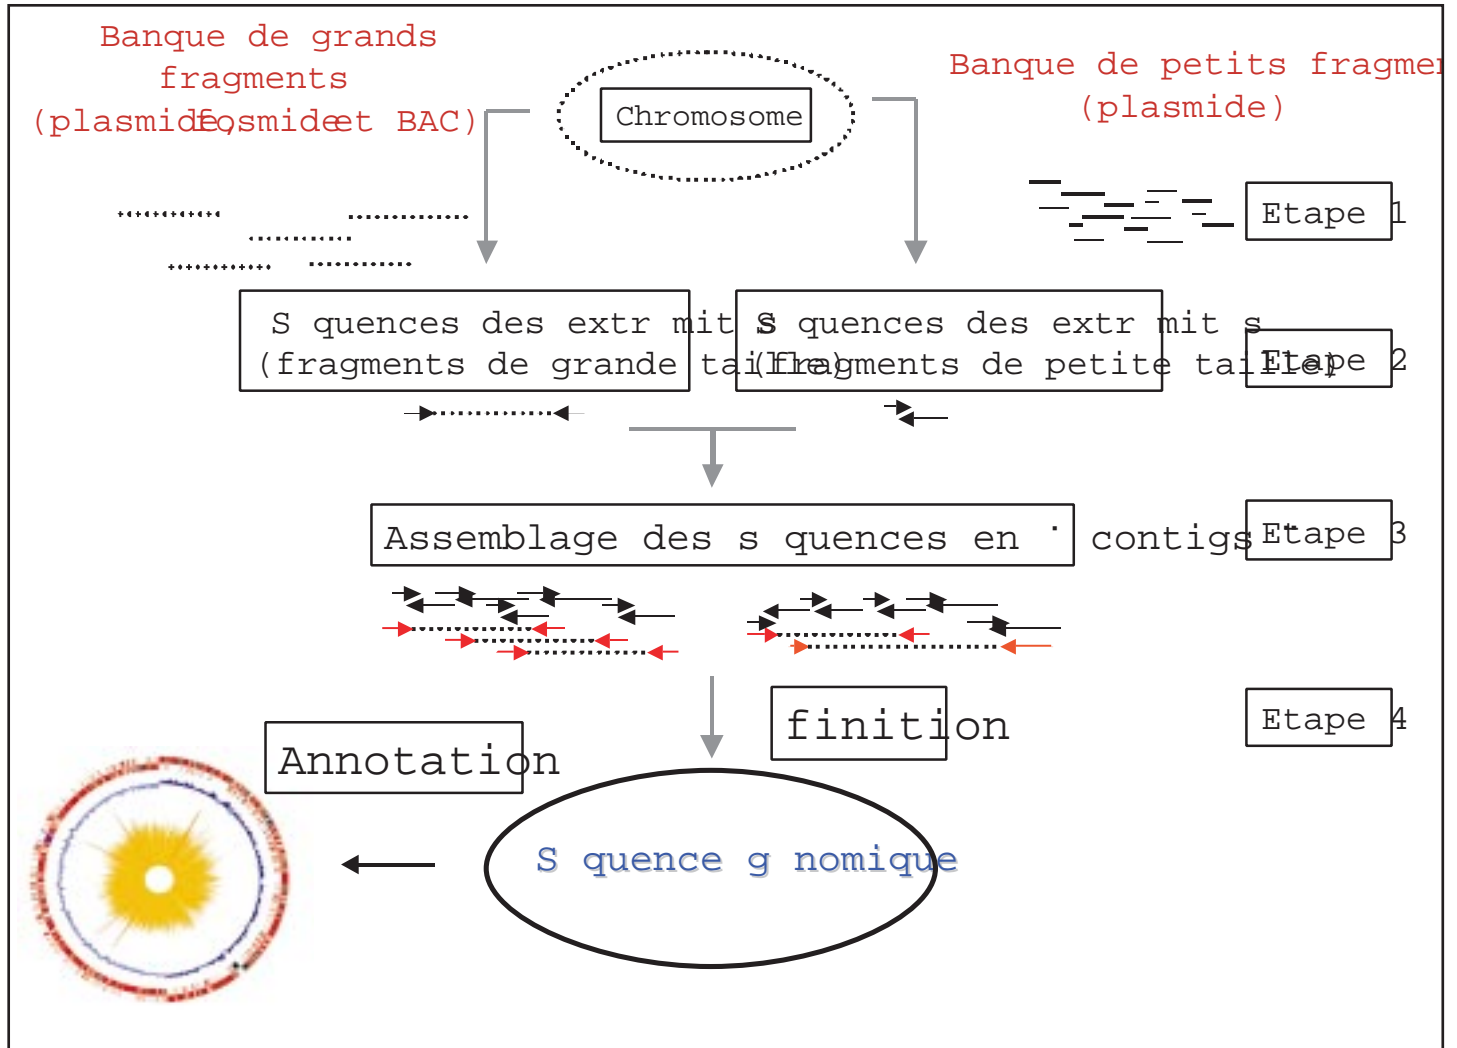 Banque de grands
fragments
(plasmide, fosmide et BAC)
Chromosome
Banque de petits fragmen
(plasmide)
Etape 1
S quences des extr mit s
(fragments de grande taille)
S quences des extr mit s
(fragments de petite taille)
Etape 2
Assemblage des s quences en ˙ contigs ¨
Etape 3
finition
Etape 4
Annotation
S quence g nomique